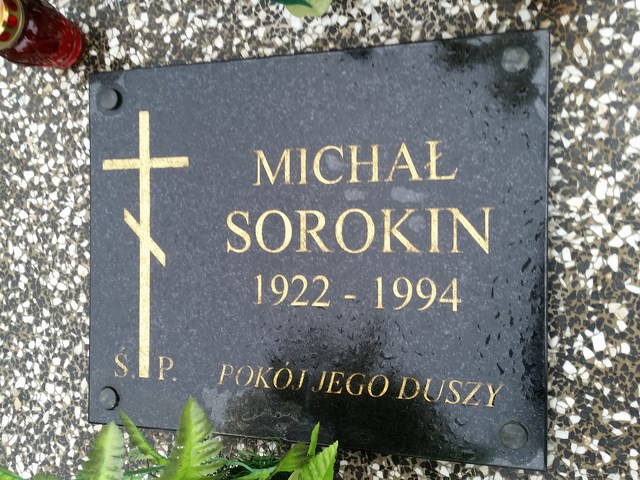 MICHAŁ
SOROKIN
1922 - 1994
Ś. P.
POKÓJ JEGO DUSZY